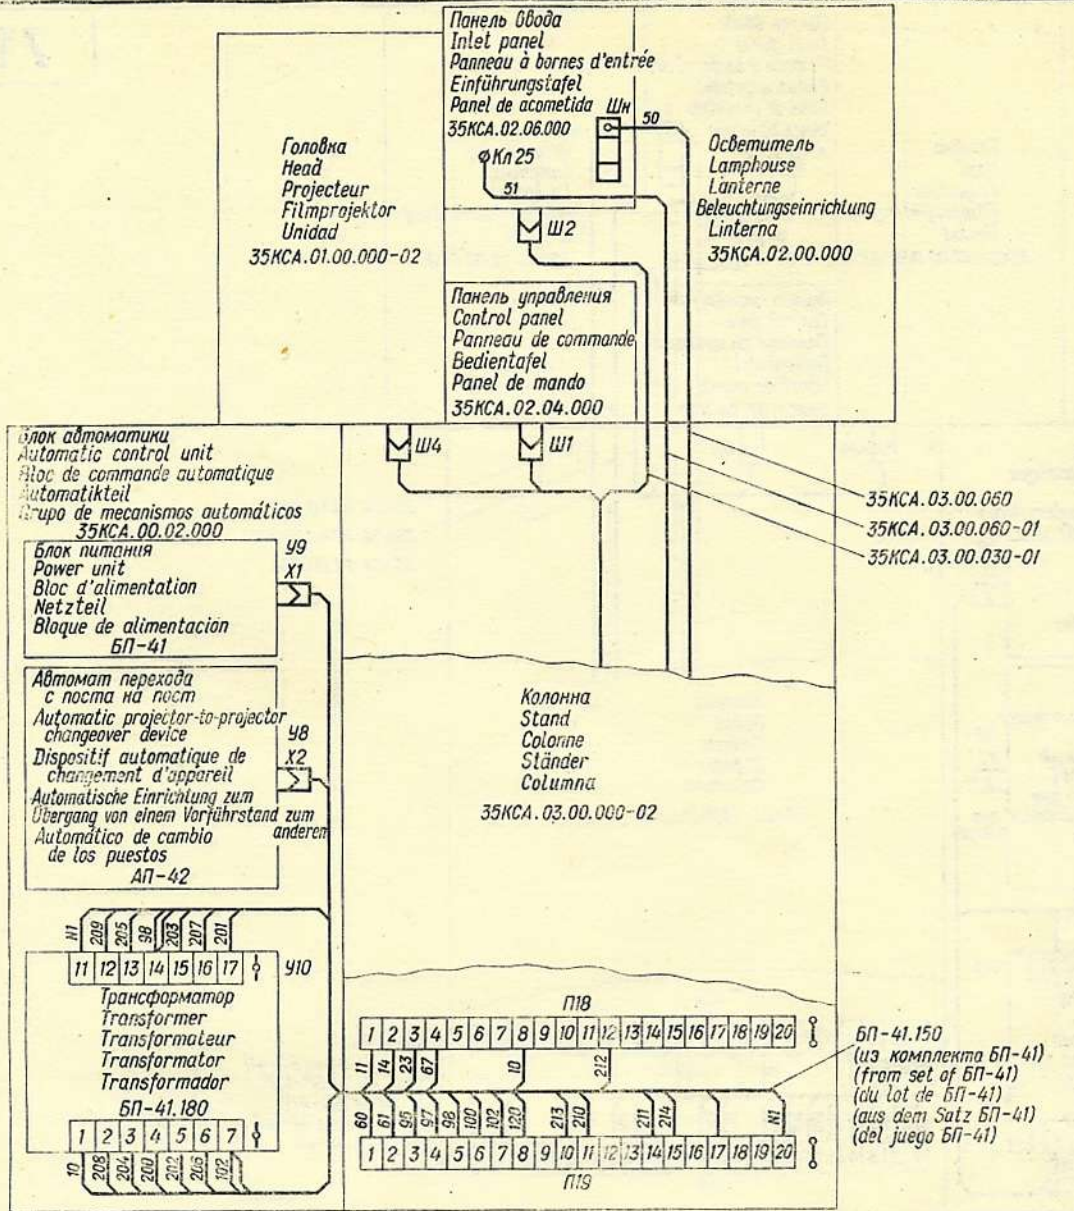 Панель ввода
Inlet panel
Panneau à bornes d'entrée
Einführungstafel
Panel de acometida
35КСА.02.06.000
Шн
50
Кл 25
51
Ш2
Головка
Head
Projecteur
Filmprojektor
Unidad
35КСА.01.00.000-02
Осветитель
Lamphouse
Lanterne
Beleuchtungseinrichtung
Linterna
35КСА.02.00.000
Панель управления
Control panel
Panneau de commande
Bedientafel
Panel de mando
35КСА.02.04.000
Ш4
Ш1
35КСА.03.00.060
35КСА.03.00.060-01
35КСА.03.00.030-01
Блок автоматики
Automatic control unit
Bloc de commande automatique
Automatikteil
Grupo de mecanismos automáticos
35КСА.00.02.000
Блок питания
Power unit
Bloc d'alimentation
Netzteil
Bloque de alimentación
БП-41
У9
X1
Автомат перехода
с поста на пост
Automatic projector-to-projector
changeover device
Dispositif automatique de
changement d'appareil
Automatische Einrichtung zum
Übergang von einem Vorführstand zum
anderen
Automático de cambio
de los puestos
АП-42
У8
X2
Колонна
Stand
Colonne
Ständer
Columna
35КСА.03.00.000-02
N1 209 205 98 203 207 201
11 12 13 14 15 16 17
У10
Трансформатор
Transformer
Transformateur
Transformator
Transformador
БП-41.180
1 2 3 4 5 6 7
10 208 204 200 202 206 102
П18
1 2 3 4 5 6 7 8 9 10 11 12 13 14 15 16 17 18 19 20
11 14 23 67 10 212
60 61 96 97 98 100 102 120 213 210 211 214 N1
1 2 3 4 5 6 7 8 9 10 11 12 13 14 15 16 17 18 19 20
П19
БП-41.150
(из комплекта БП-41)
(from set of БП-41)
(du lot de БП-41)
(aus dem Satz БП-41)
(del juego БП-41)